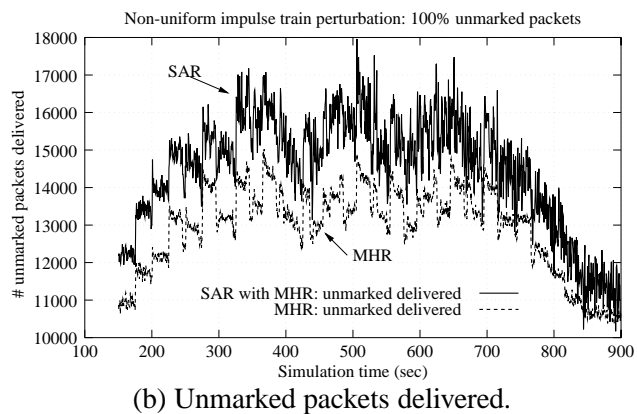 Non-uniform impulse train perturbation: 100% unmarked packets
# unmarked packets delivered
18000
17000
16000
15000
14000
13000
12000
11000
10000
SAR
MHR
SAR with MHR: unmarked delivered
MHR: unmarked delivered
100 200 300 400 500 600 700 800 900
Simulation time (sec)
(b) Unmarked packets delivered.